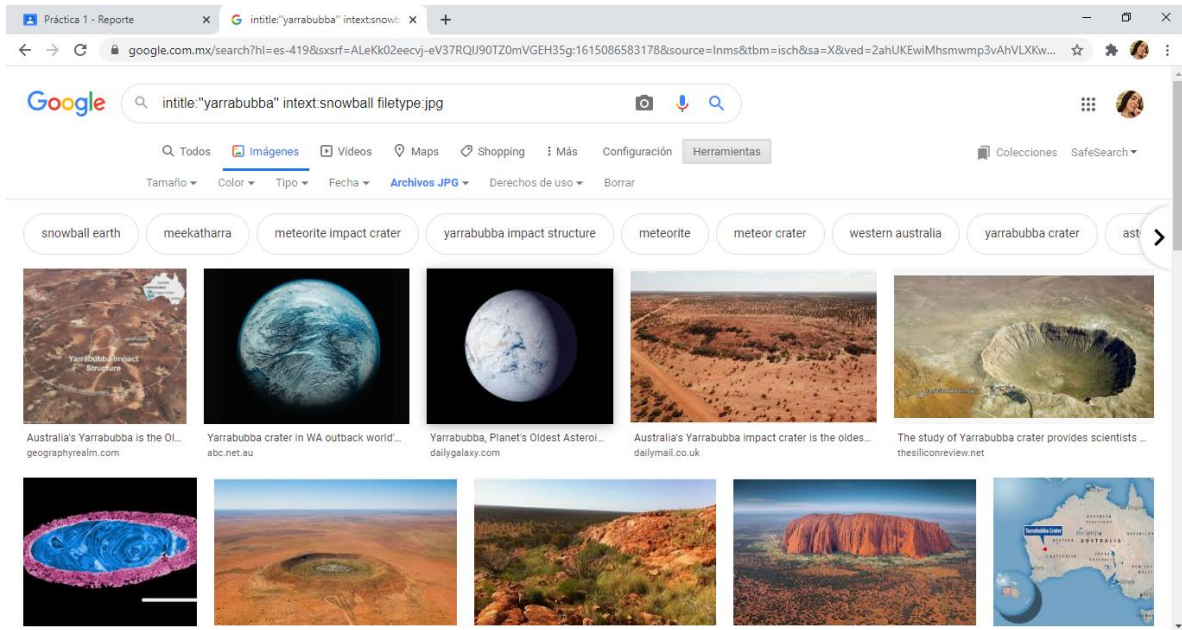 Práctica 1 - Reporte
intitle:"yarrabubba" intext:snowb
google.com.mx/search?hl=es-419&sxsrf=ALeKk02eecvj-eV37RQIJ90TZ0mVGEH35g:1615086583178&source=lnms&tbm=isch&sa=X&ved=2ahUKEwiMhsmwmp3vAhVLXKw...
Google
intitle:"yarrabubba" intext:snowball filetype:jpg
Todos Imágenes Videos Maps Shopping Más Configuración Herramientas
Colecciones SafeSearch
Tamaño Color Tipo Fecha Archivos JPG Derechos de uso Borrar
snowball earth meekatharra meteorite impact crater yarrabubba impact structure meteorite meteor crater western australia yarrabubba crater ast
Yarrabubba Impact
Structure
Australia's Yarrabubba is the Ol...
geographyrealm.com
Yarrabubba crater in WA outback world'...
abc.net.au
Yarrabubba, Planet's Oldest Asteroi...
dailygalaxy.com
Australia's Yarrabubba impact crater is the oldes...
dailymail.co.uk
The study of Yarrabubba crater provides scientists ...
thesiliconreview.net
Yarrabubba Crater
AUSTRALIA